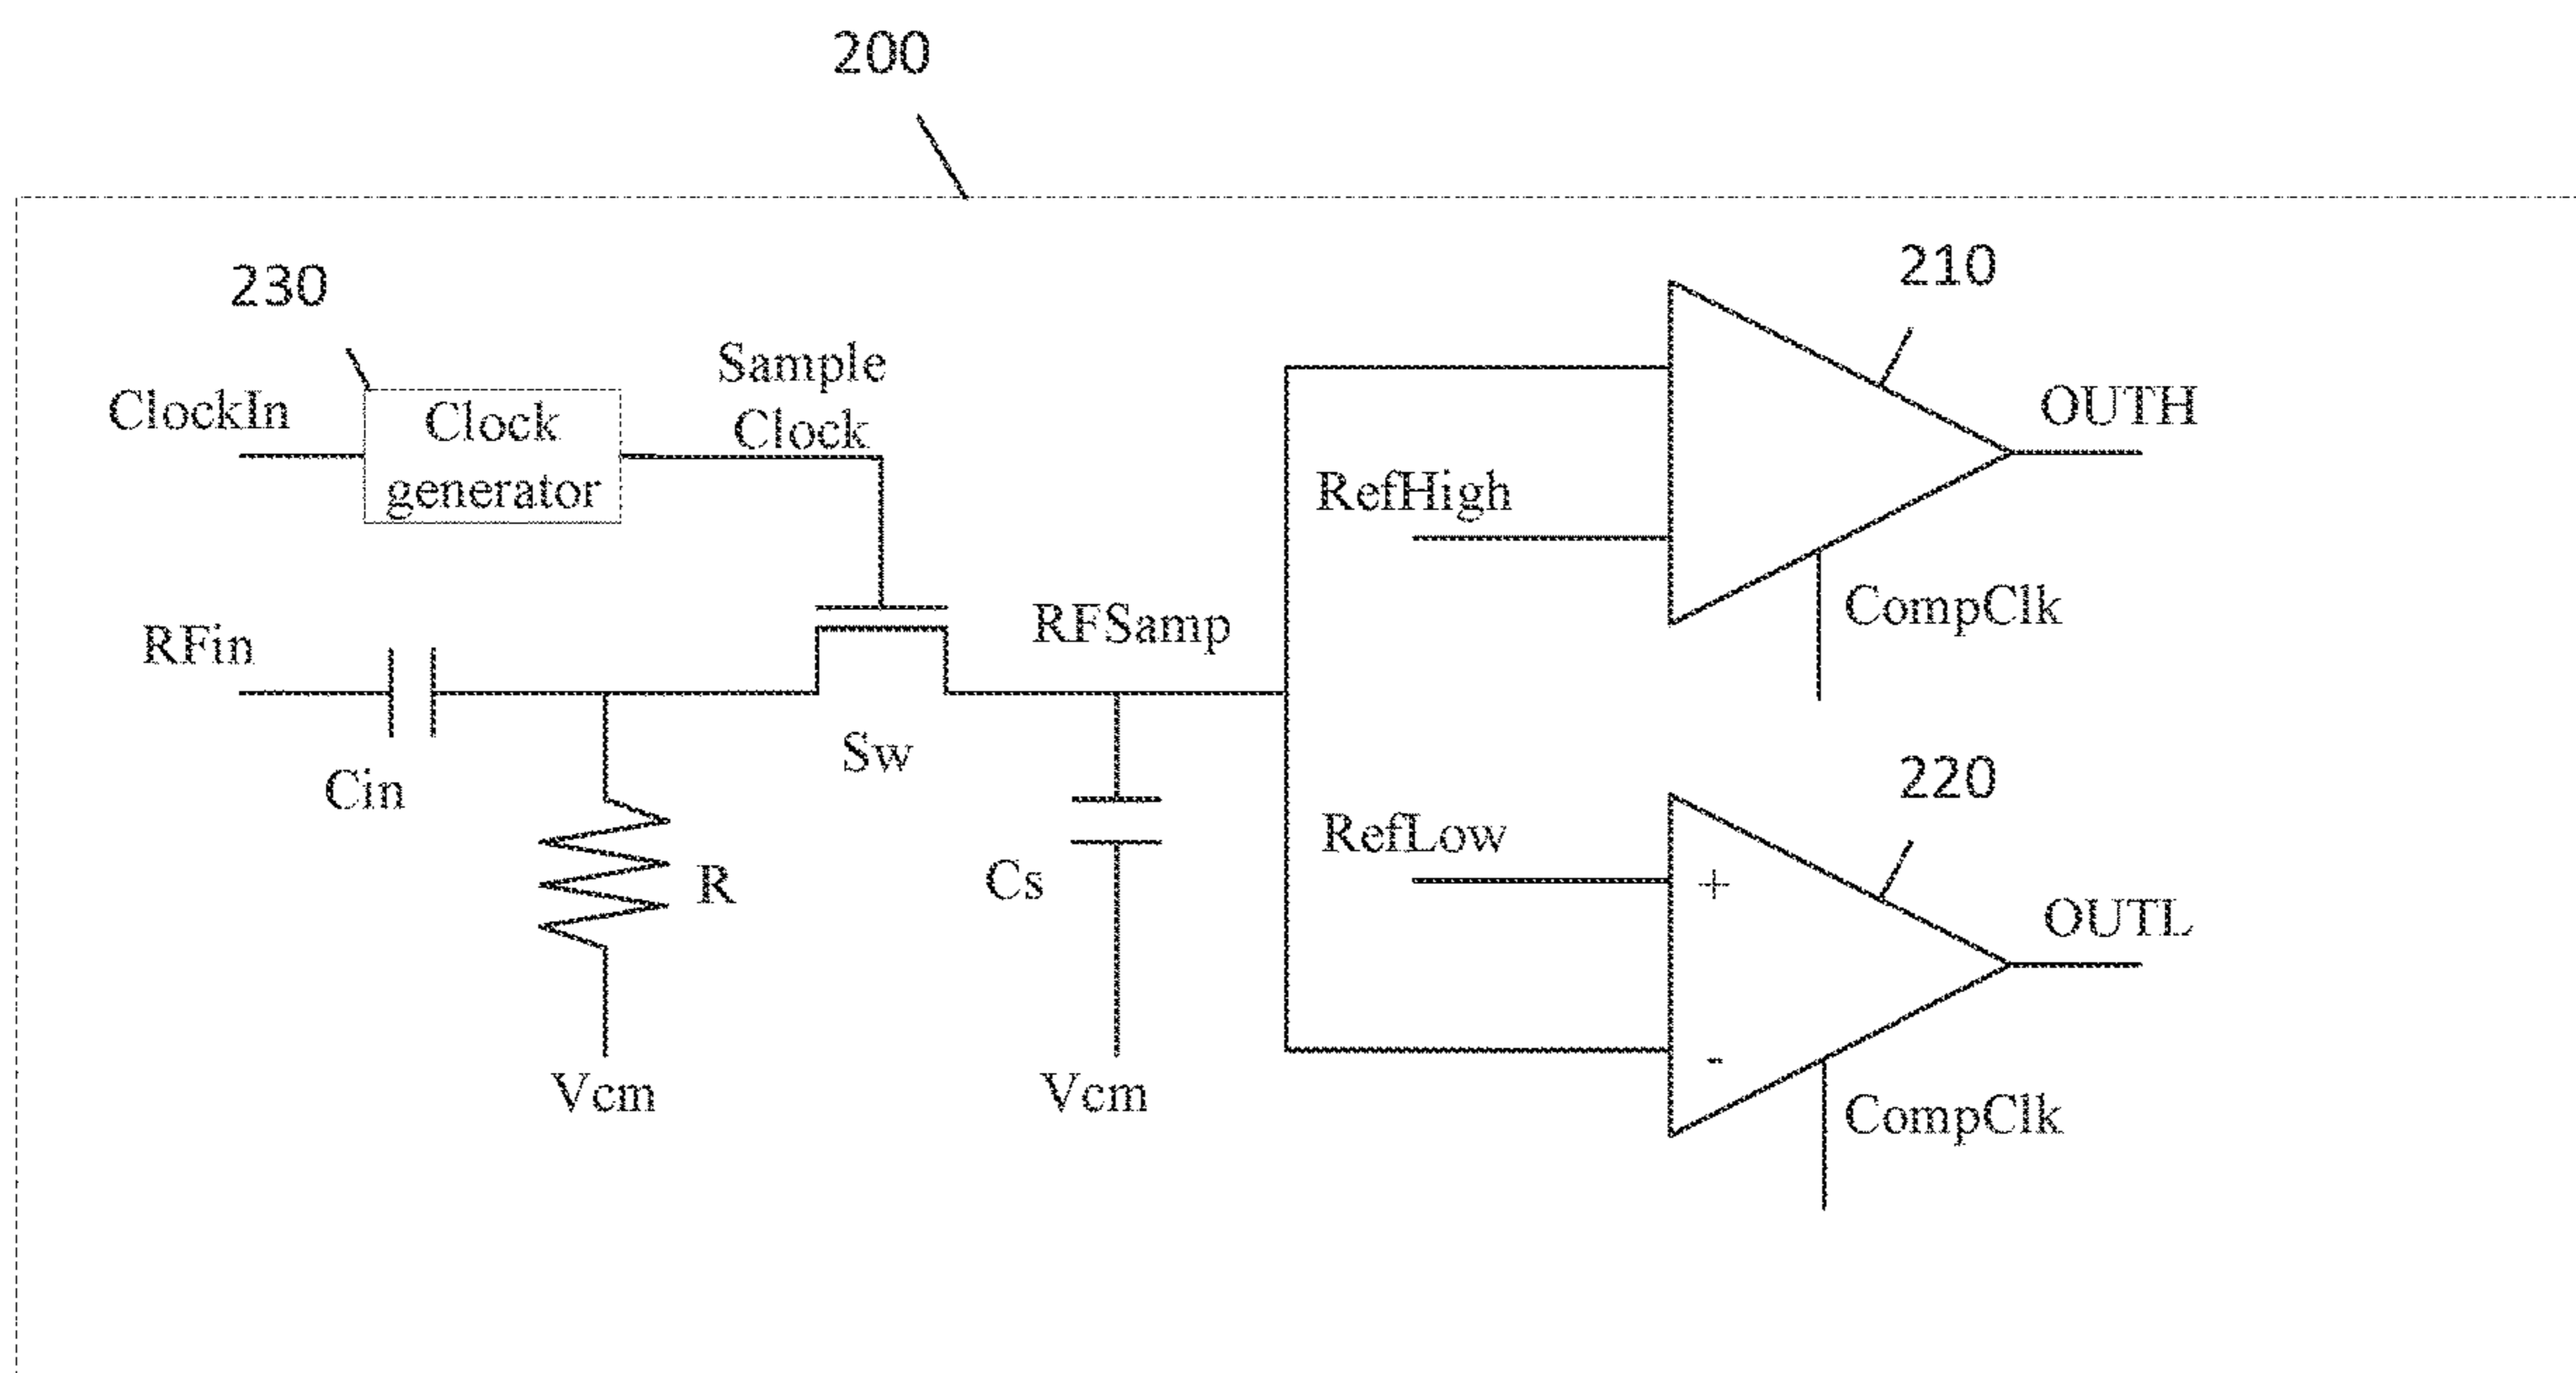 200
230
210
ClockIn
Clock
generator
Sample
Clock
OUTH
RefHigh
CompClk
RFin
RFSamp
Sw
Cin
220
RefLow
+
R
Cs
OUTL
-
Vcm
Vcm
CompClk